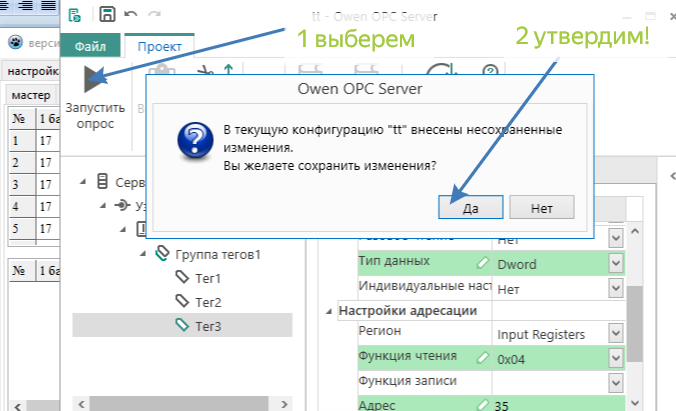 tt - Owen OPC Server
Файл
Проект
1 выберем
2 утвердим!
верси
настройка
мастер
Запустить
опрос
№ 1 ба
1 17
2 17
3 17
4 17
5 17
№ 1 ба
Owen OPC Server
В текущую конфигурацию "tt" внесены несохраненные
изменения.
Вы желаете сохранить изменения?
Да
Нет
Серв
Уз
Группа тегов1
Тег1
Тег2
Тег3
Нет
Тип данных Dword
Индивидуальные наст Нет
Настройки адресации
Регион Input Registers
Функция чтения 0x04
Функция записи
Адрес 35